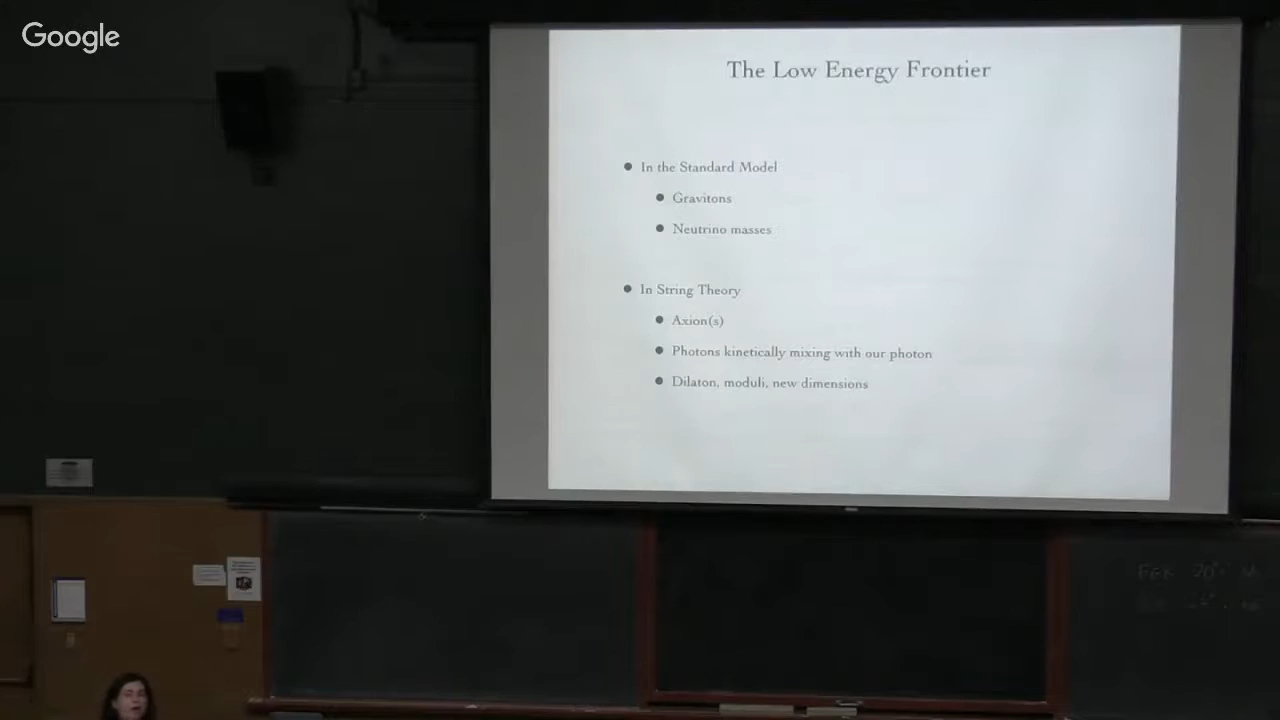 Google
The Low Energy Frontier
In the Standard Model
Gravitons
Neutrino masses
In String Theory
Axion(s)
Photons kinetically mixing with our photon
Dilaton, moduli, new dimensions